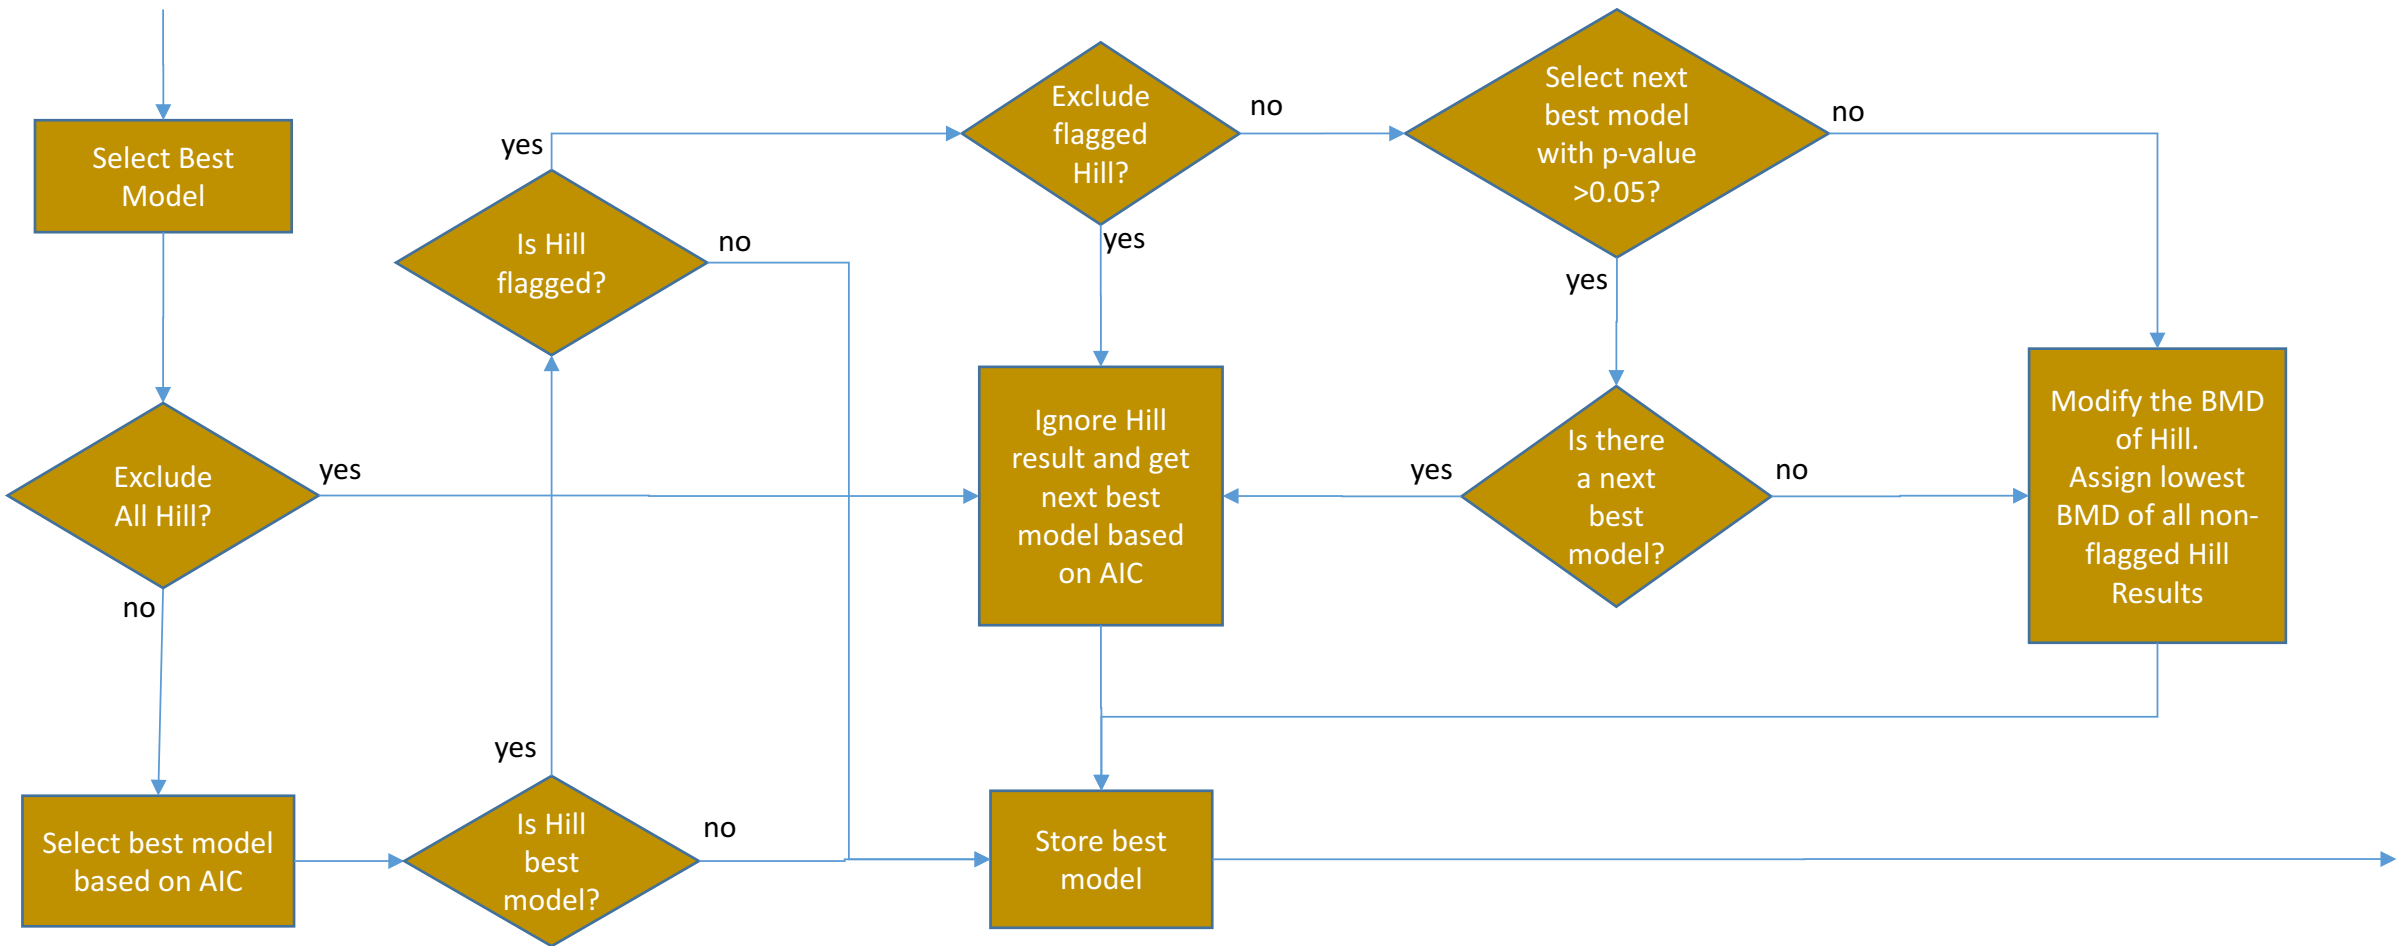 Select Best
Model
Exclude
All Hill?
yes
no
Select best model
based on AIC
Is Hill
best
model?
yes
no
Is Hill
flagged?
yes
no
Exclude
flagged
Hill?
no
yes
Select next
best model
with p-value
>0.05?
no
yes
Is there
a next
best
model?
yes
no
Ignore Hill
result and get
next best
model based
on AIC
Modify the BMD
of Hill.
Assign lowest
BMD of all non-
flagged Hill
Results
Store best
model